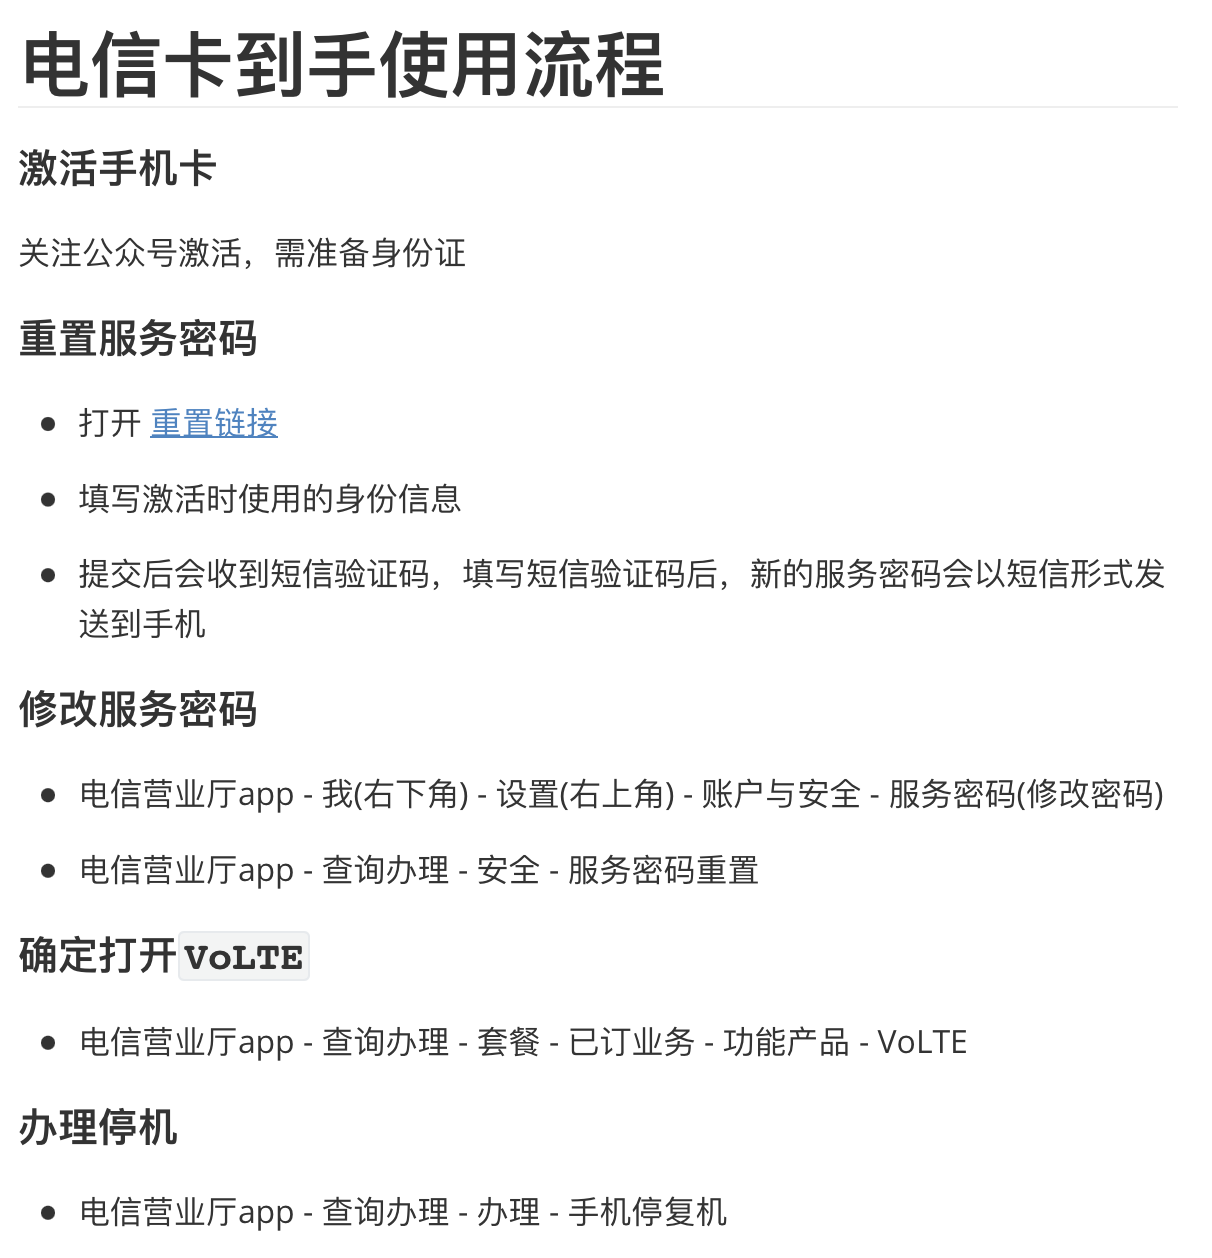 电信卡到手使用流程
激活手机卡
关注公众号激活，需准备身份证
重置服务密码
打开 重置链接
填写激活时使用的身份信息
提交后会收到短信验证码，填写短信验证码后，新的服务密码会以短信形式发
送到手机
修改服务密码
电信营业厅app - 我(右下角) - 设置(右上角) - 账户与安全 - 服务密码(修改密码)
电信营业厅app - 查询办理 - 安全 - 服务密码重置
确定打开VoLTE
电信营业厅app - 查询办理 - 套餐 - 已订业务 - 功能产品 - VoLTE
办理停机
电信营业厅app - 查询办理 - 办理 - 手机停复机